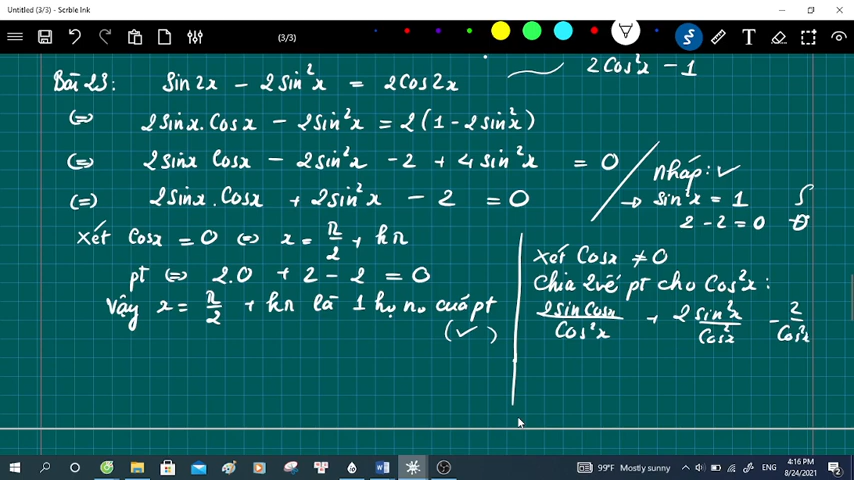 Untitled (3/3) - Scrble Ink
(3/3)
2Cos²x - 1
Bài 23: Sin2x - 2Sin²x = 2Cos2x
(=) 2Sinx.Cosx - 2Sin²x = 2(1 - 2Sin²x)
(=) 2Sinx Cosx - 2Sin²x - 2 + 4Sin²x = 0
(=) 2Sinx.Cosx + 2Sin²x - 2 = 0
Nháp: ✓
→ Sin²x = 1
2 - 2 = 0
Xét Cosx = 0 (=) x = π/2 + kπ
pt (=) 2.0 + 2 - 2 = 0
Vậy x = π/2 + kπ là 1 họ no của pt
(✓)
Xét Cosx ≠ 0
Chia 2 vế pt cho Cos²x:
2SinCosx/Cos²x + 2Sin²x/Cos²x - 2/Cos²x
99°F Mostly sunny
ENG
4:16 PM
8/24/2021